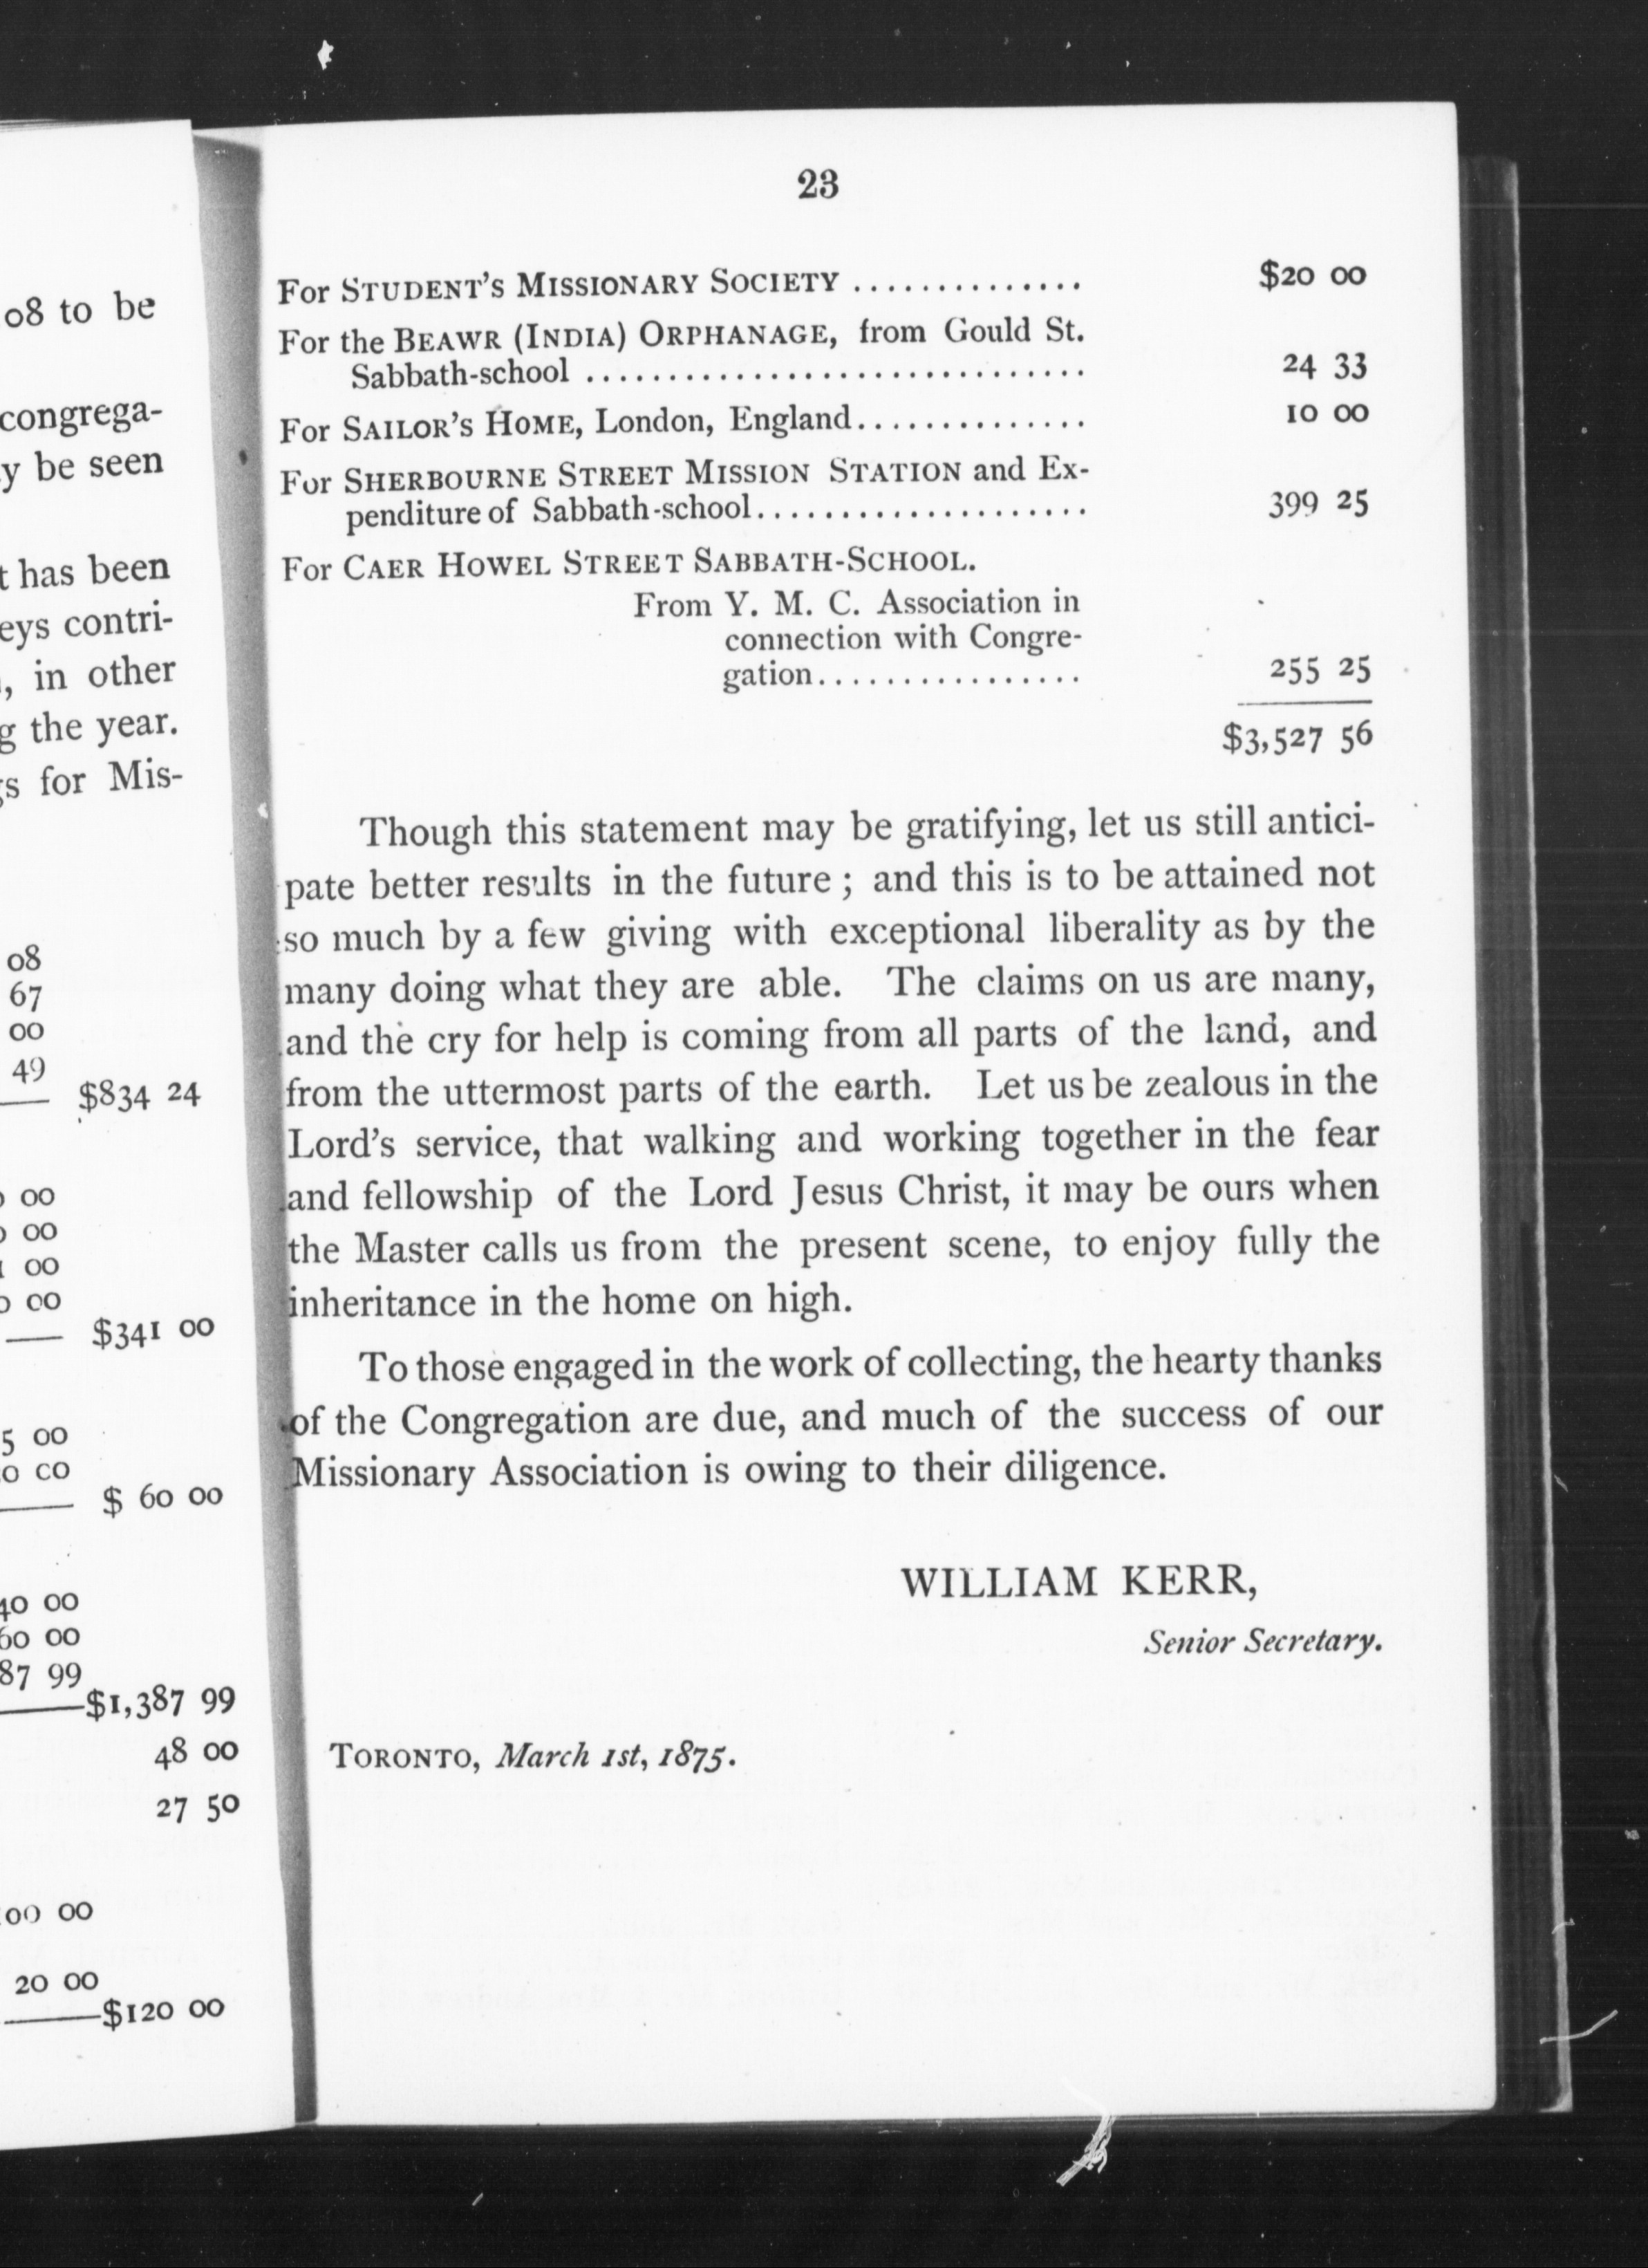 08 to be
congrega-
y be seen
t has been
eys contri-
, in other
g the year.
s for Mis-
08
67
00
49
$834 24
00
00
00
00
$341 00
5 00
0 00
$ 60 00
40 00
60 00
87 99
$1,387 99
48 00
27 50
00 00
20 00
$120 00
23
For STUDENT'S MISSIONARY SOCIETY .............. $20 00
For the BEAWR (INDIA) ORPHANAGE, from Gould St.
Sabbath-school ............................... 24 33
For SAILOR'S HOME, London, England.............. 10 00
For SHERBOURNE STREET MISSION STATION and Ex-
penditure of Sabbath-school.................... 399 25
For CAER HOWEL STREET SABBATH-SCHOOL.
From Y. M. C. Association in
connection with Congre-
gation................ 255 25
$3,527 56
Though this statement may be gratifying, let us still antici-
pate better results in the future ; and this is to be attained not
so much by a few giving with exceptional liberality as by the
many doing what they are able. The claims on us are many,
and the cry for help is coming from all parts of the land, and
from the uttermost parts of the earth. Let us be zealous in the
Lord's service, that walking and working together in the fear
and fellowship of the Lord Jesus Christ, it may be ours when
the Master calls us from the present scene, to enjoy fully the
inheritance in the home on high.
To those engaged in the work of collecting, the hearty thanks
of the Congregation are due, and much of the success of our
Missionary Association is owing to their diligence.
WILLIAM KERR,
Senior Secretary.
TORONTO, March 1st, 1875.